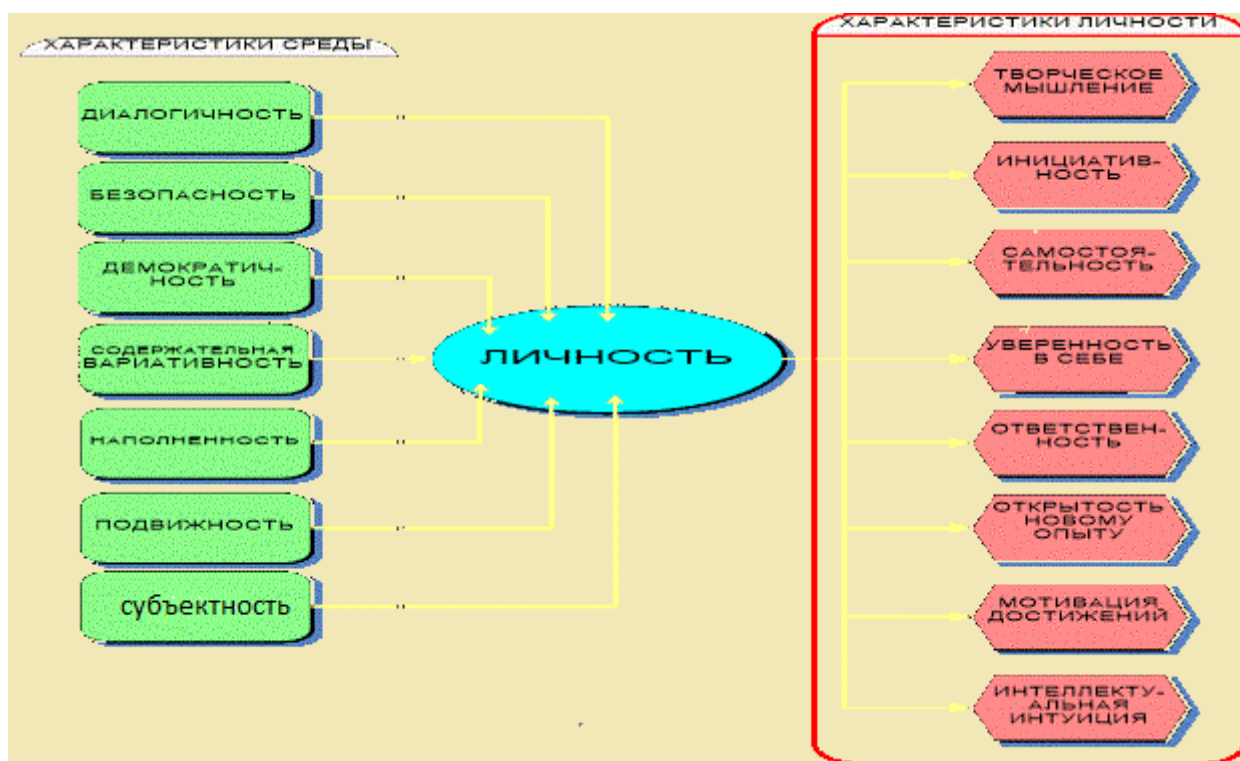 ХАРАКТЕРИСТИКИ СРЕДЫ
ДИАЛОГИЧНОСТЬ
БЕЗОПАСНОСТЬ
ДЕМОКРАТИЧ-
НОСТЬ
СОДЕРЖАТЕЛЬНАЯ
ВАРИАТИВНОСТЬ
НАПОЛНЕННОСТЬ
ПОДВИЖНОСТЬ
субъектность
ЛИЧНОСТЬ
ХАРАКТЕРИСТИКИ ЛИЧНОСТИ
ТВОРЧЕСКОЕ
МЫШЛЕНИЕ
ИНИЦИАТИВ-
НОСТЬ
САМОСТОЯ-
ТЕЛЬНОСТЬ
УВЕРЕННОСТЬ
В СЕБЕ
ОТВЕТСТВЕН-
НОСТЬ
ОТКРЫТОСТЬ
НОВОМУ
ОПЫТУ
МОТИВАЦИЯ
ДОСТИЖЕНИЙ
ИНТЕЛЛЕКТУ-
АЛЬНАЯ
ИНТУИЦИЯ